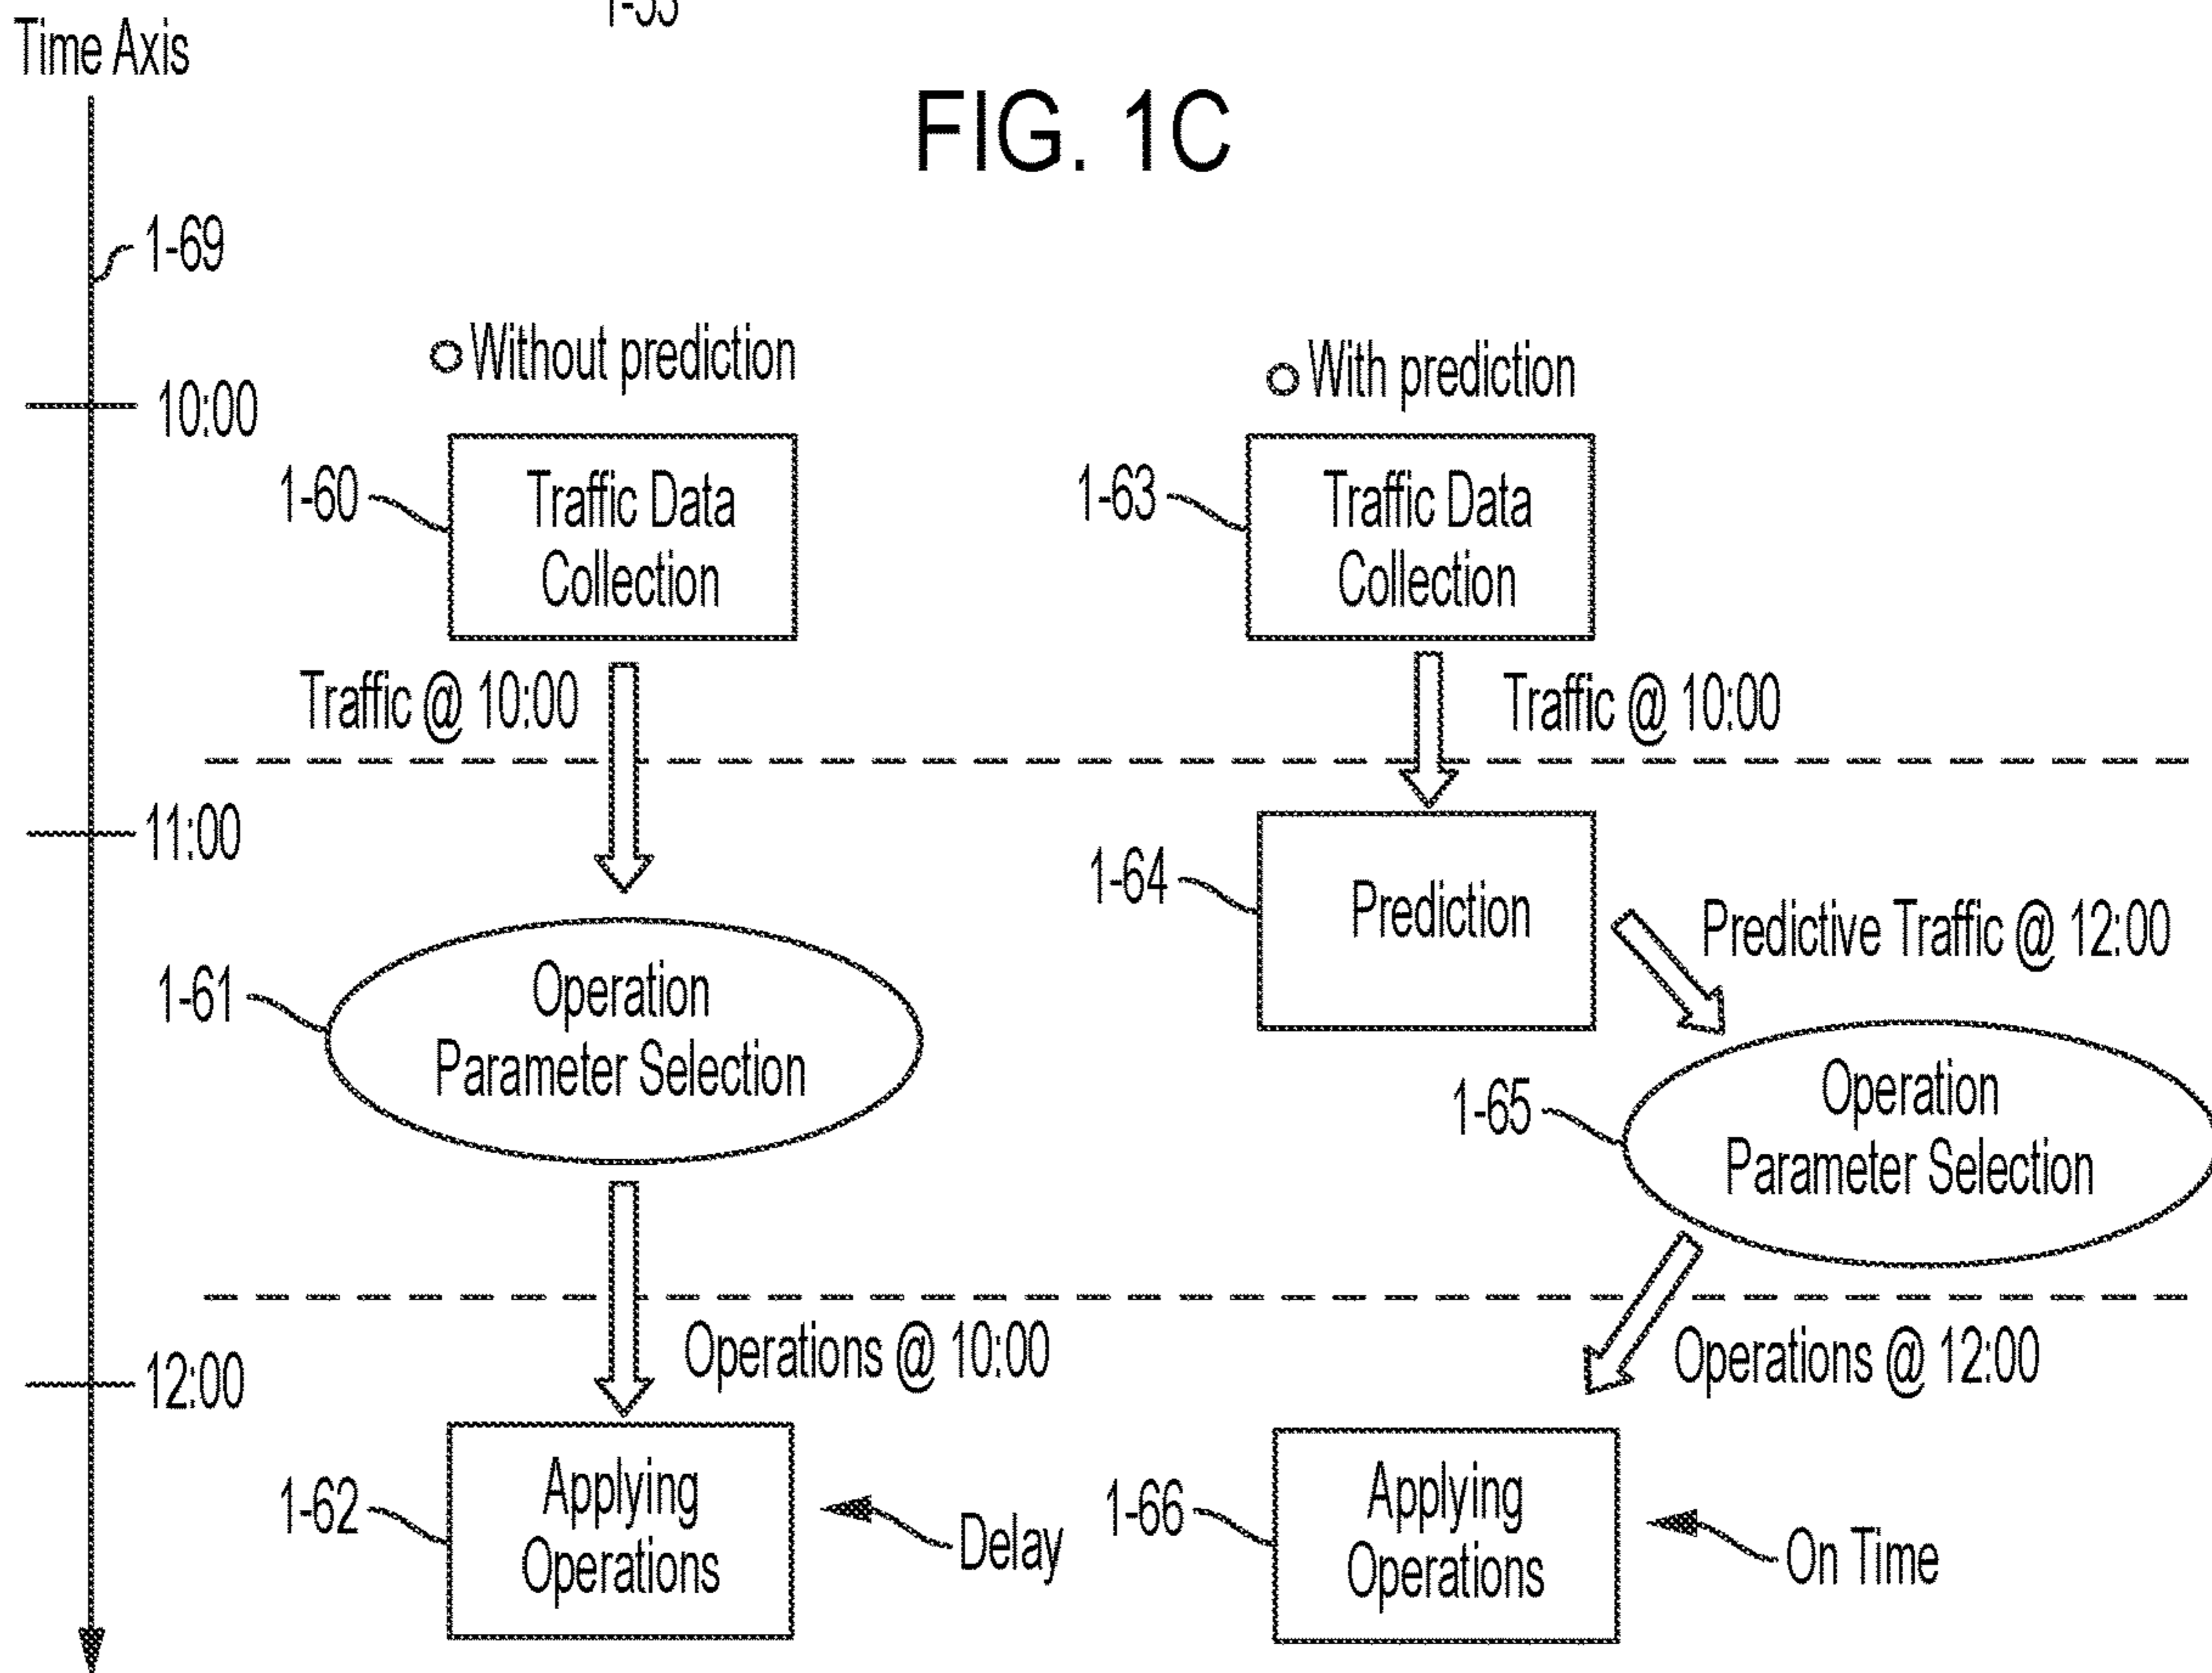 1-55
Time Axis
FIG. 1C
1-69
Without prediction
With prediction
10:00
1-60
Traffic Data
Collection
1-63
Traffic Data
Collection
Traffic @ 10:00
Traffic @ 10:00
11:00
1-64
Prediction
Predictive Traffic @ 12:00
1-61
Operation
Parameter Selection
1-65
Operation
Parameter Selection
Operations @ 10:00
Operations @ 12:00
12:00
1-62
Applying
Operations
Delay
1-66
Applying
Operations
On Time